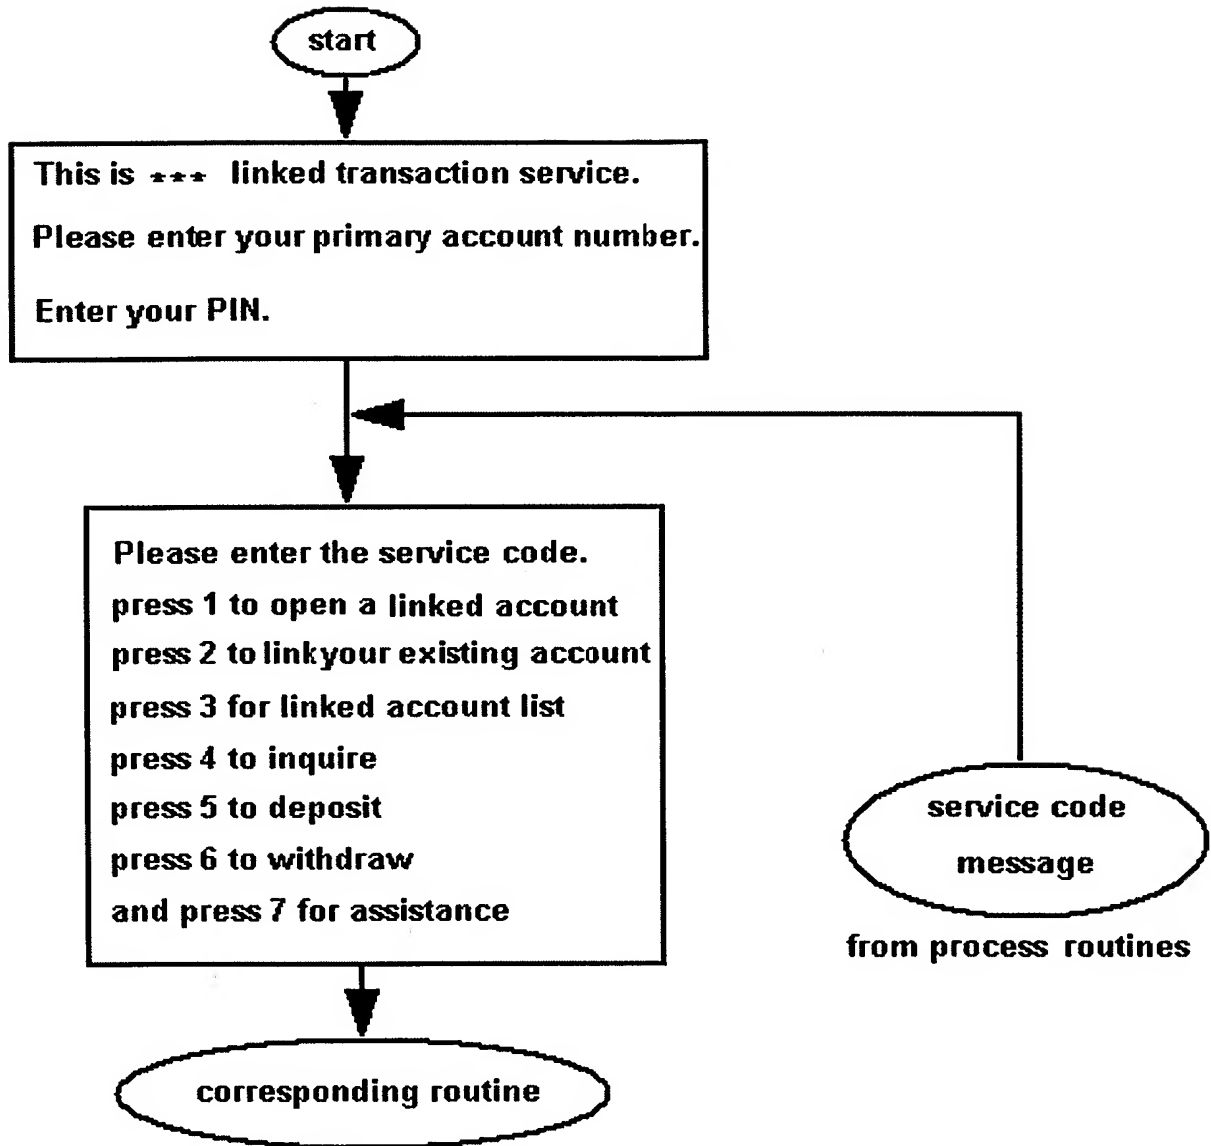 start
This is *** linked transaction service.
Please enter your primary account number.
Enter your PIN.
Please enter the service code.
press 1 to open a linked account
press 2 to link your existing account
press 3 for linked account list
press 4 to inquire
press 5 to deposit
press 6 to withdraw
and press 7 for assistance
service code
message
from process routines
corresponding routine